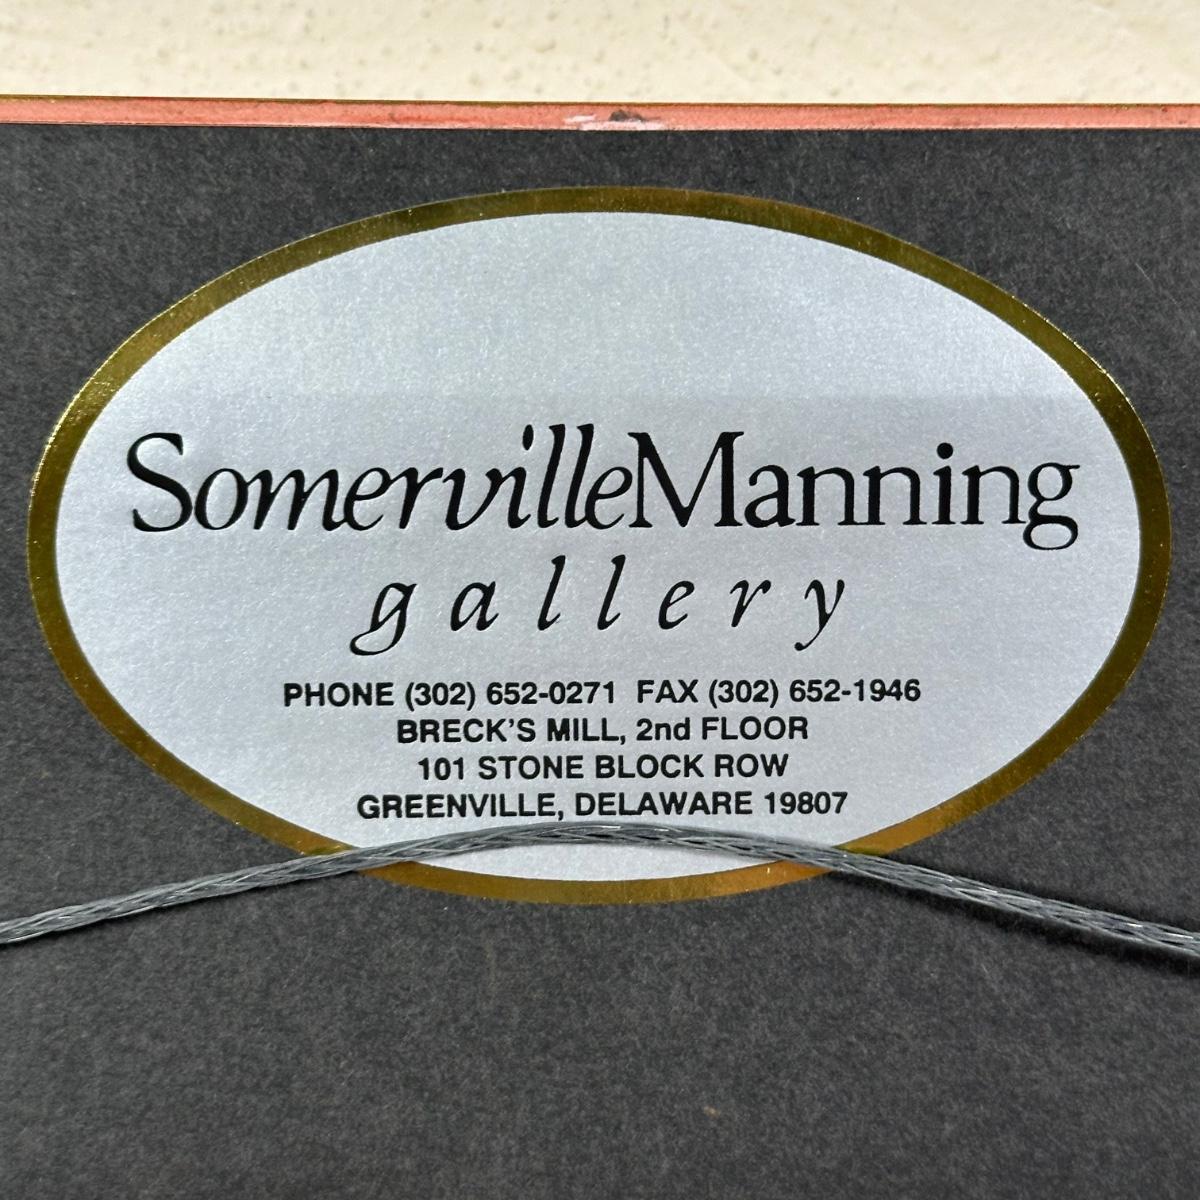 SomervilleManning
gallery
PHONE (302) 652-0271 FAX (302) 652-1946
BRECK'S MILL, 2nd FLOOR
101 STONE BLOCK ROW
GREENVILLE, DELAWARE 19807